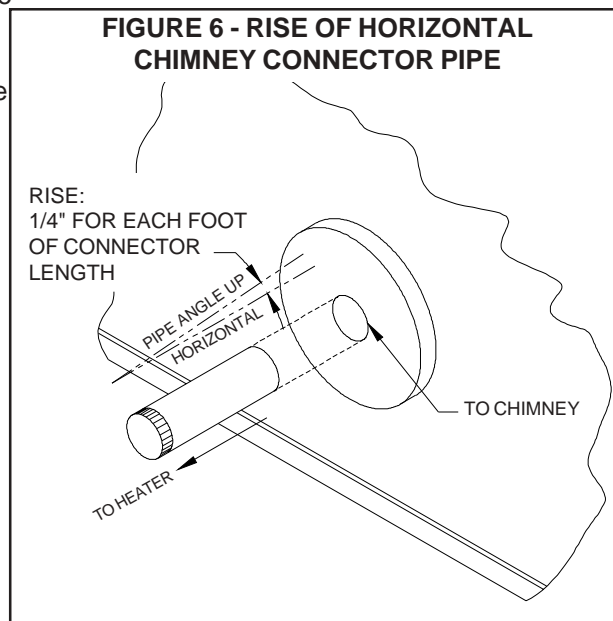 FIGURE 6 - RISE OF HORIZONTAL
CHIMNEY CONNECTOR PIPE
RISE:
1/4" FOR EACH FOOT
OF CONNECTOR
LENGTH
PIPE ANGLE UP
HORIZONTAL
TO CHIMNEY
TO HEATER